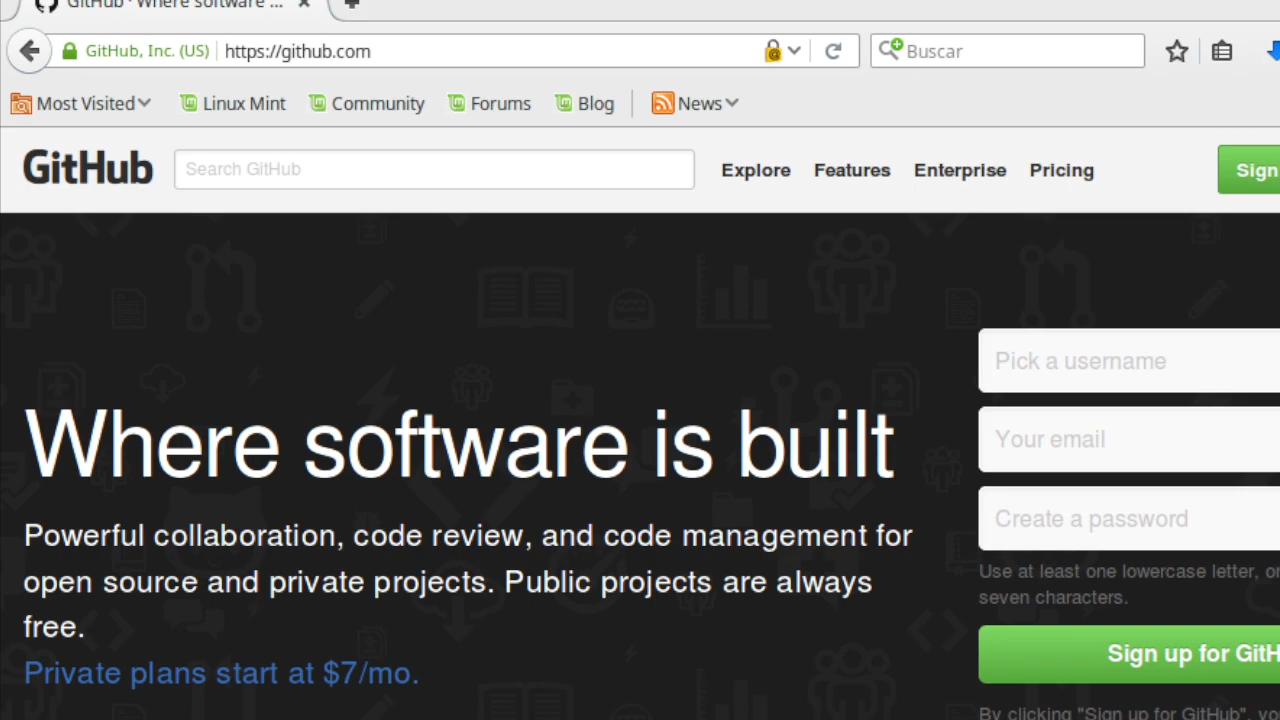 GitHub · Where software ...
GitHub, Inc. (US) https://github.com Buscar
Most Visited Linux Mint Community Forums Blog News
GitHub Search GitHub Explore Features Enterprise Pricing Sign
Pick a username
Your email
Where software is built
Create a password
Powerful collaboration, code review, and code management for
open source and private projects. Public projects are always
free.
Private plans start at $7/mo.
Use at least one lowercase letter,
seven characters.
Sign up for GitH
By clicking "Sign up for GitHub",